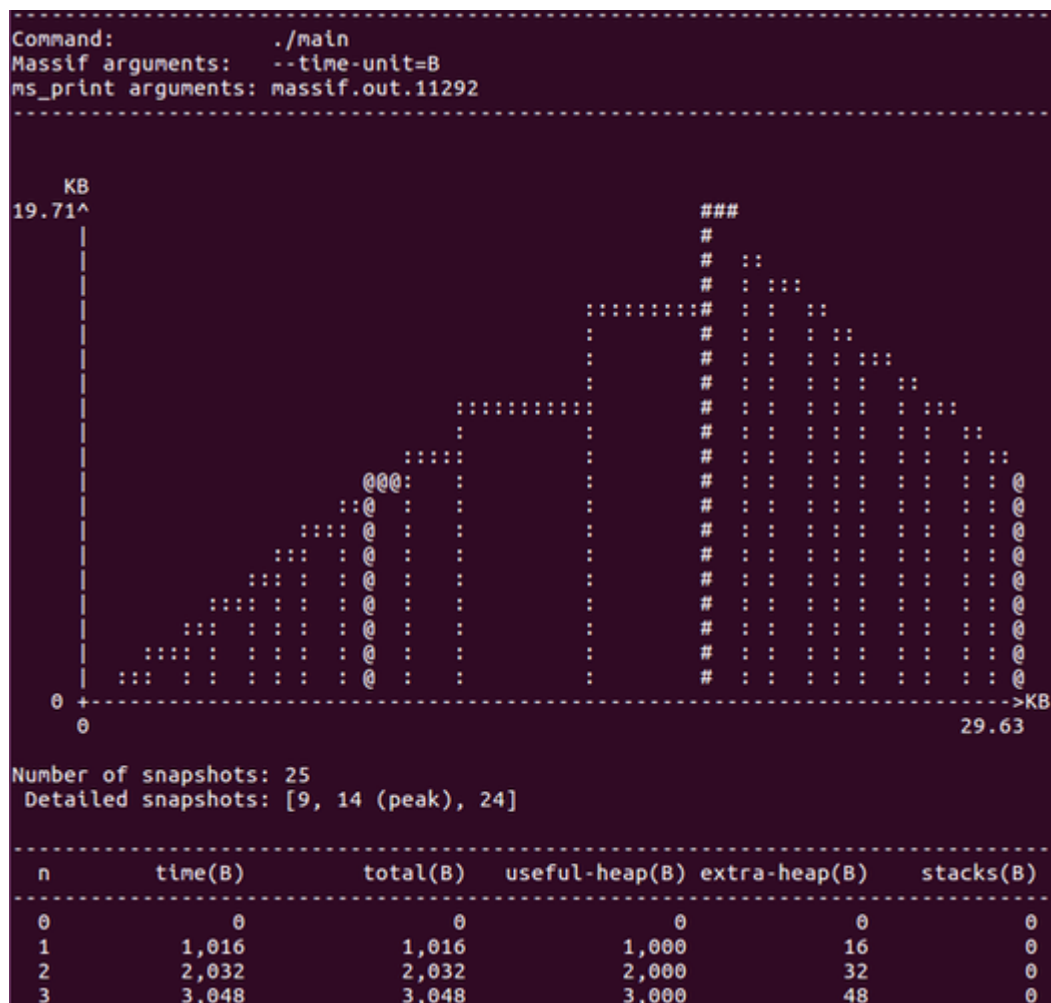 --------------------------------------------------------------------------------
Command:            ./main
Massif arguments:   --time-unit=B
ms_print arguments: massif.out.11292
--------------------------------------------------------------------------------
    KB
19.71^                                               ###
     |                                               #
     |                                               #  ::
     |                                               #  : :::
     |                                      :::::::::#  : :  ::
     |                                      :        #  : :  : ::
     |                                      :        #  : :  : : :::
     |                                      :        #  : :  : : :  ::
     |                            :::::::::::        #  : :  : : :  : :::
     |                            :         :        #  : :  : : :  : :  ::
     |                        :::::         :        #  : :  : : :  : :  : ::
     |                     @@@:   :         :        #  : :  : : :  : :  : : @
     |                   ::@  :   :         :        #  : :  : : :  : :  : : @
     |                :::: @  :   :         :        #  : :  : : :  : :  : : @
     |              :::  : @  :   :         :        #  : :  : : :  : :  : : @
     |            ::: :  : @  :   :         :        #  : :  : : :  : :  : : @
     |         :::: : :  : @  :   :         :        #  : :  : : :  : :  : : @
     |       :::  : : :  : @  :   :         :        #  : :  : : :  : :  : : @
     |    :::: :  : : :  : @  :   :         :        #  : :  : : :  : :  : : @
     |  :::  : :  : : :  : @  :   :         :        #  : :  : : :  : :  : : @
   0 +----------------------------------------------------------------------->KB
     0                                                                   29.63
Number of snapshots: 25
 Detailed snapshots: [9, 14 (peak), 24]
--------------------------------------------------------------------------------
  n        time(B)         total(B)   useful-heap(B) extra-heap(B)    stacks(B)
--------------------------------------------------------------------------------
  0              0                0                0             0            0
  1          1,016            1,016            1,000            16            0
  2          2,032            2,032            2,000            32            0
  3          3,048            3,048            3,000            48            0